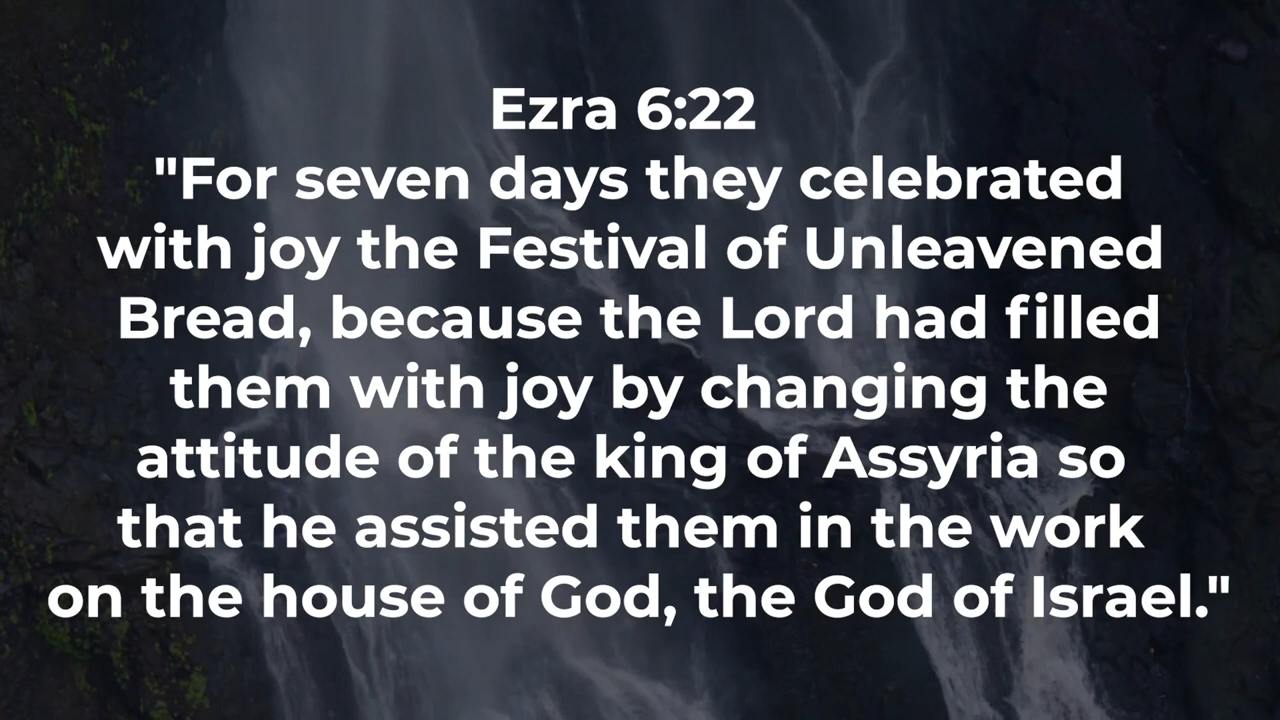 Ezra 6:22
"For seven days they celebrated
with joy the Festival of Unleavened
Bread, because the Lord had filled
them with joy by changing the
attitude of the king of Assyria so
that he assisted them in the work
on the house of God, the God of Israel."